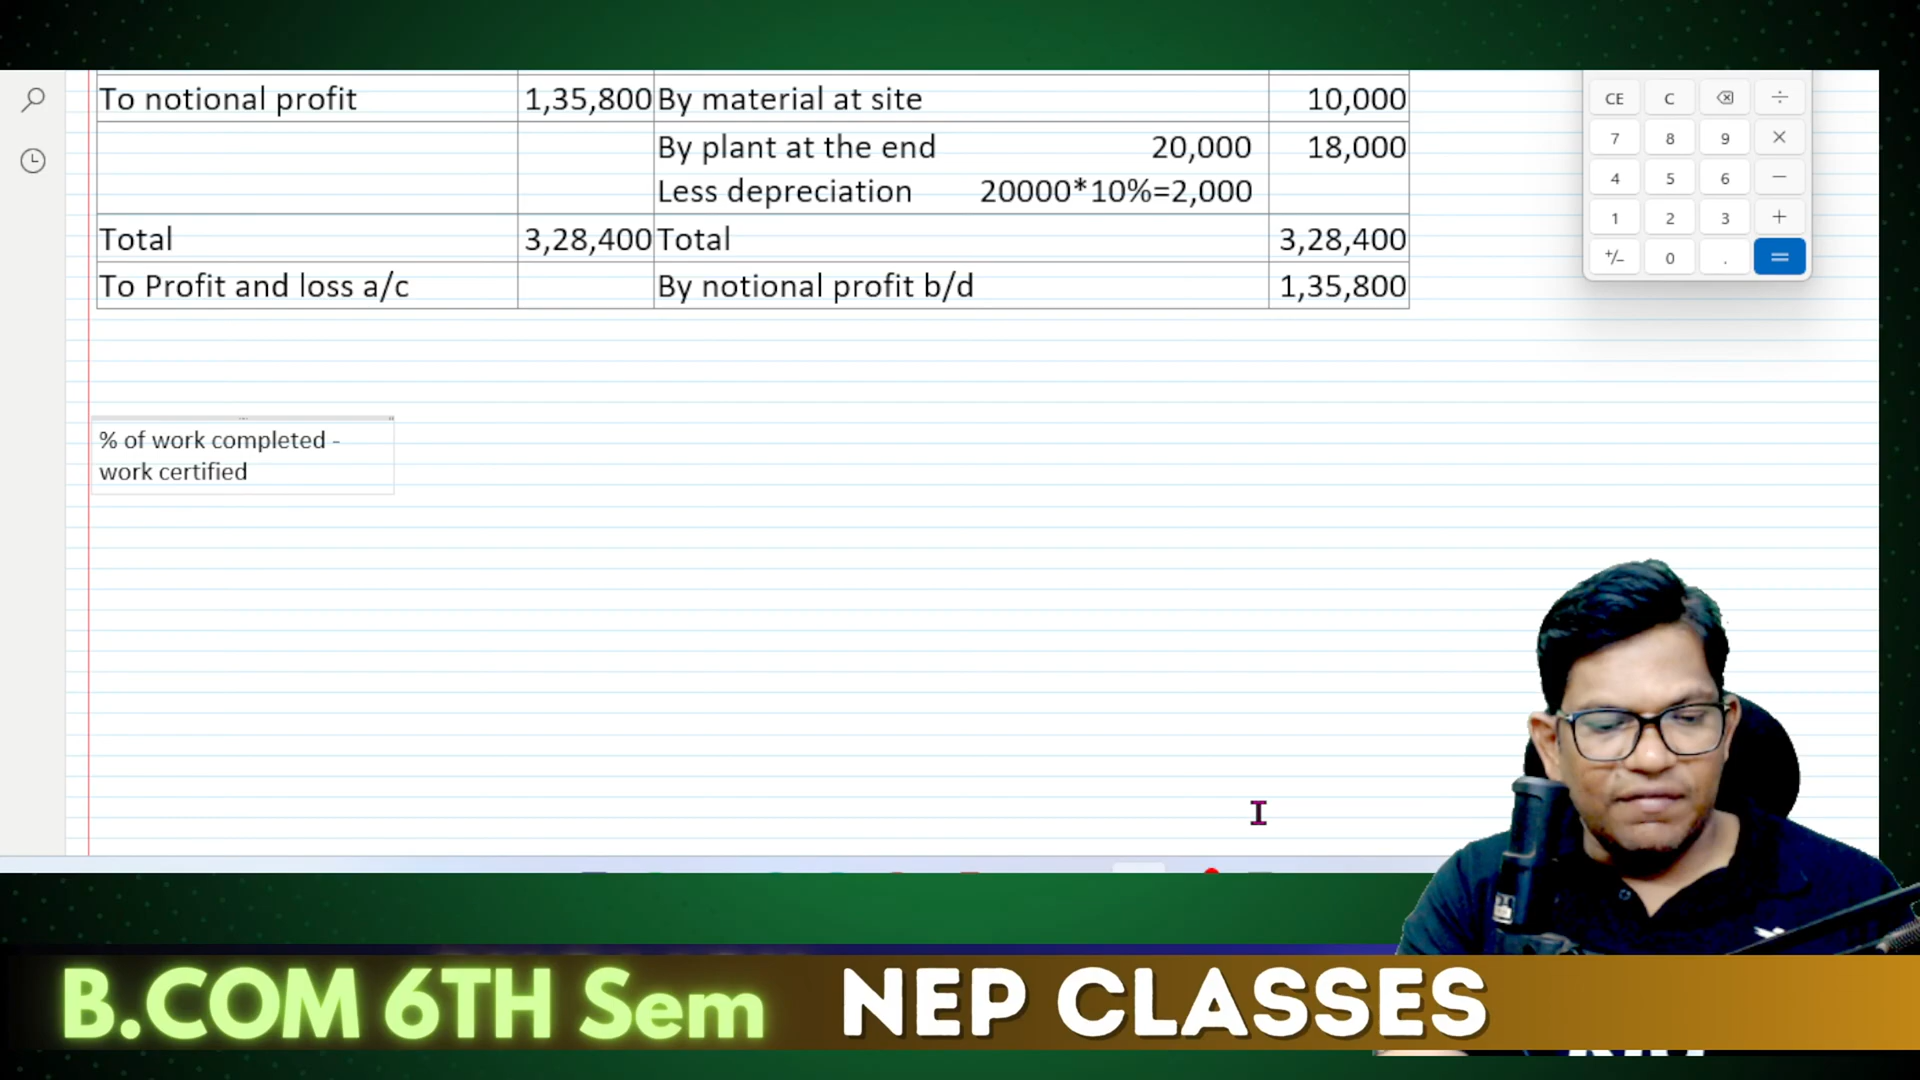 To notional profit 1,35,800 By material at site 10,000
By plant at the end 20,000 18,000
Less depreciation 20000*10%=2,000
Total 3,28,400 Total 3,28,400
To Profit and loss a/c By notional profit b/d 1,35,800
CE C ⌫ ÷
7 8 9 ×
4 5 6 −
1 2 3 +
+/− 0 . =
% of work completed -
work certified
B.COM 6TH Sem NEP CLASSES